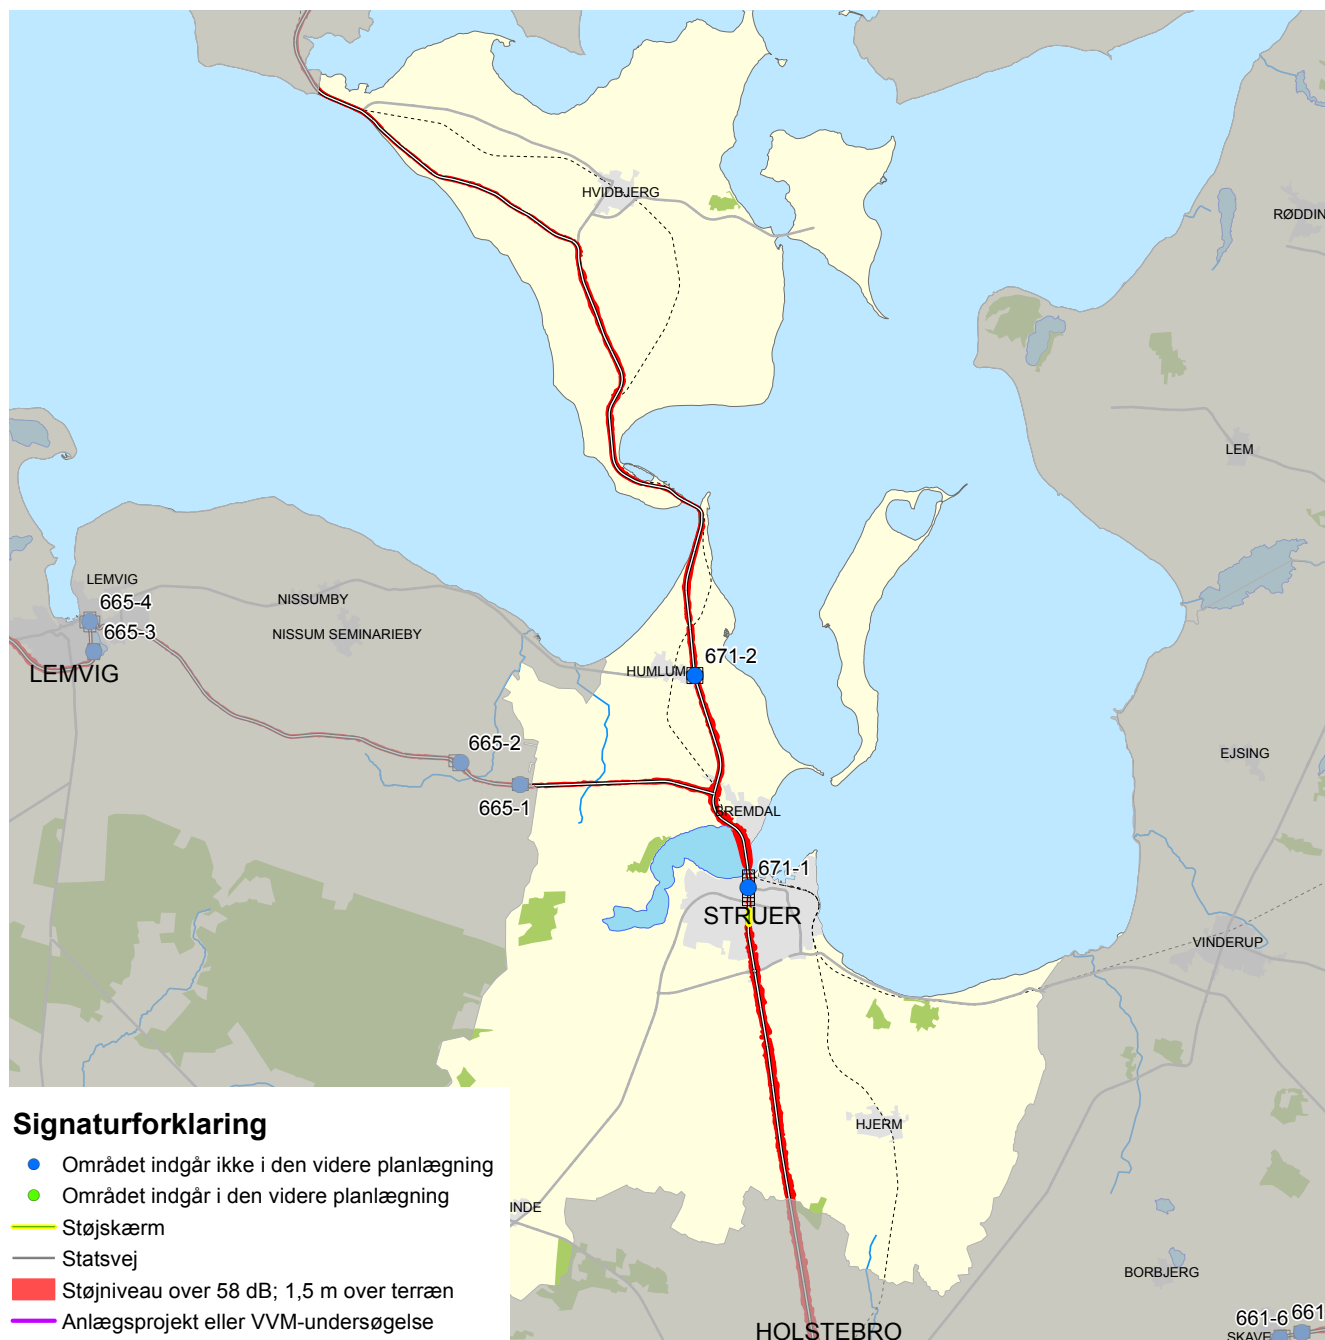 HVIDBJERG
RØDDIN
LEM
LEMVIG
665-4
NISSUMBY
665-3
NISSUM SEMINARIEBY
LEMVIG
HUMLUM
671-2
665-2
EJSING
665-1
BREMDAL
671-1
STRUER
VINDERUP
HJERM
INDE
BORBJERG
HOLSTEBRO
661-6
661
SKAVE
Signaturforklaring
Området indgår ikke i den videre planlægning
Området indgår i den videre planlægning
Støjskærm
Statsvej
Støjniveau over 58 dB; 1,5 m over terræn
Anlægsprojekt eller VVM-undersøgelse